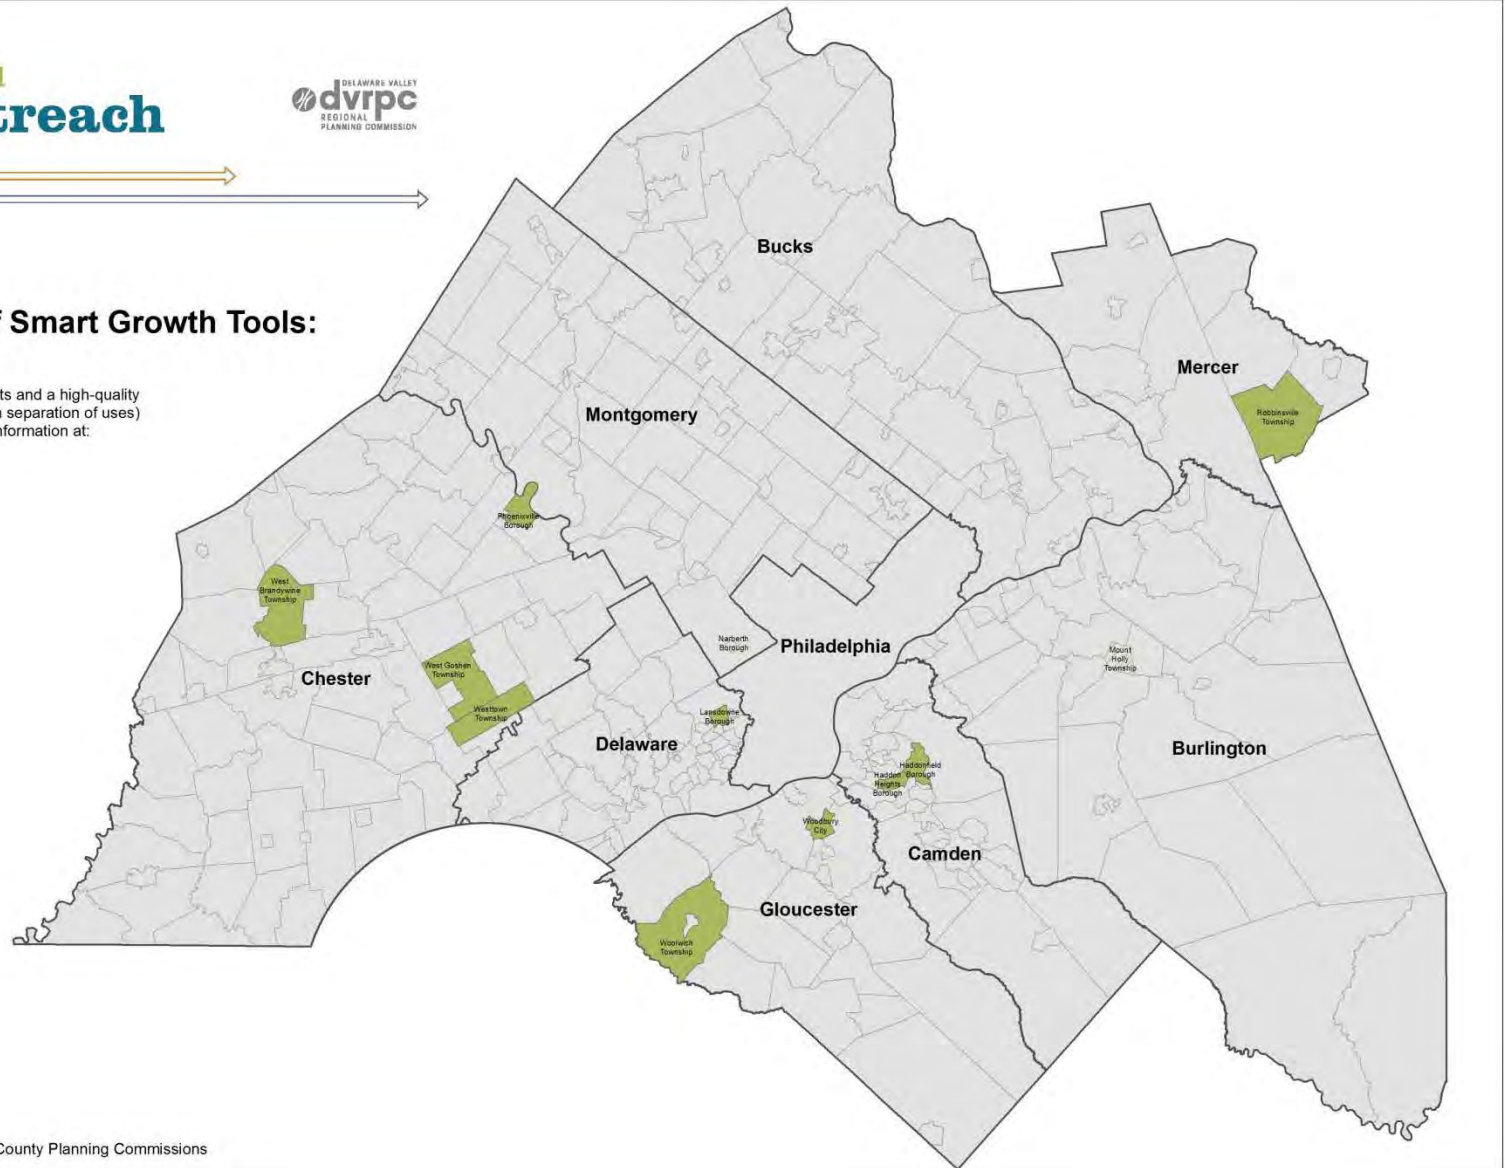 treach
DELAWARE VALLEY
dvrpc
REGIONAL
PLANNING COMMISSION
f Smart Growth Tools:
ts and a high-quality
n separation of uses)
nformation at:
Bucks
Mercer
Robbinsville
Township
Montgomery
Phoenixville
Borough
West
Brandywine
Township
Narberth
Borough
Philadelphia
Mount
Holly
Township
West Goshen
Township
Chester
Westtown
Township
Lansdowne
Borough
Delaware
Burlington
Haddonfield
Borough
Haddon
Heights
Borough
Woodbury
City
Camden
Gloucester
Woolwich
Township
County Planning Commissions